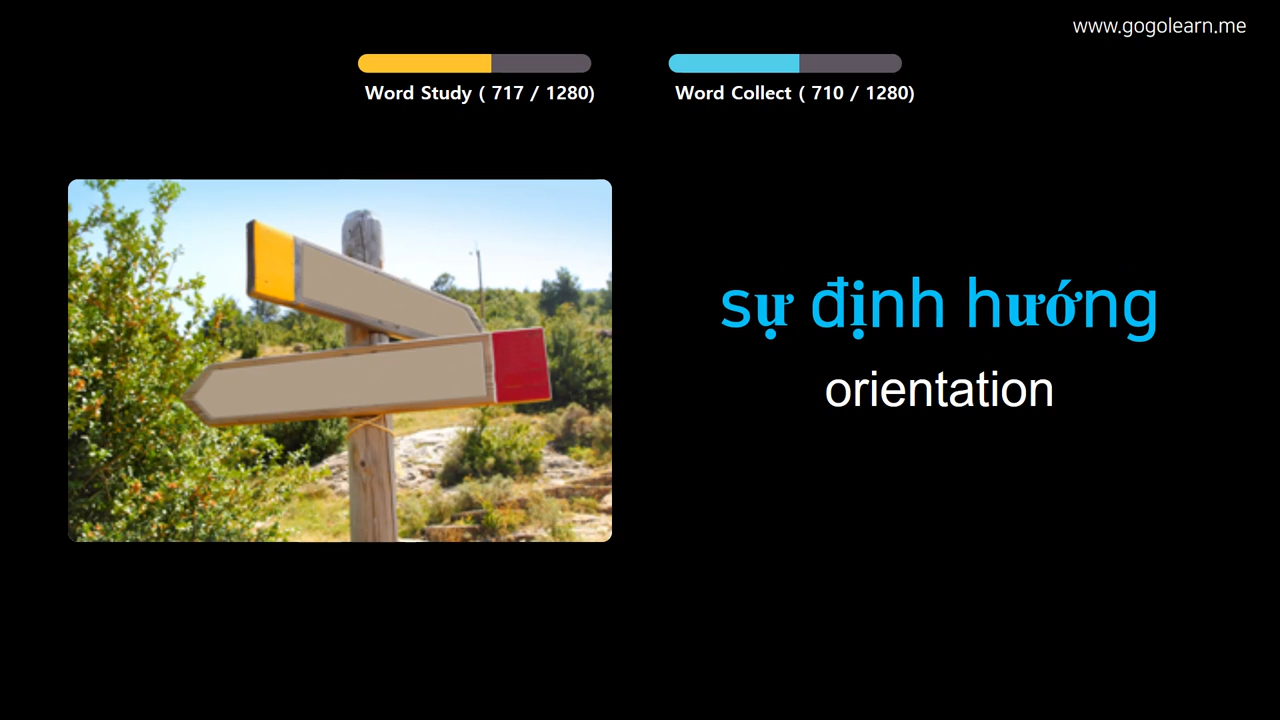 www.gogolearn.me
Word Study ( 717 / 1280)
Word Collect ( 710 / 1280)
sự định hướng
orientation